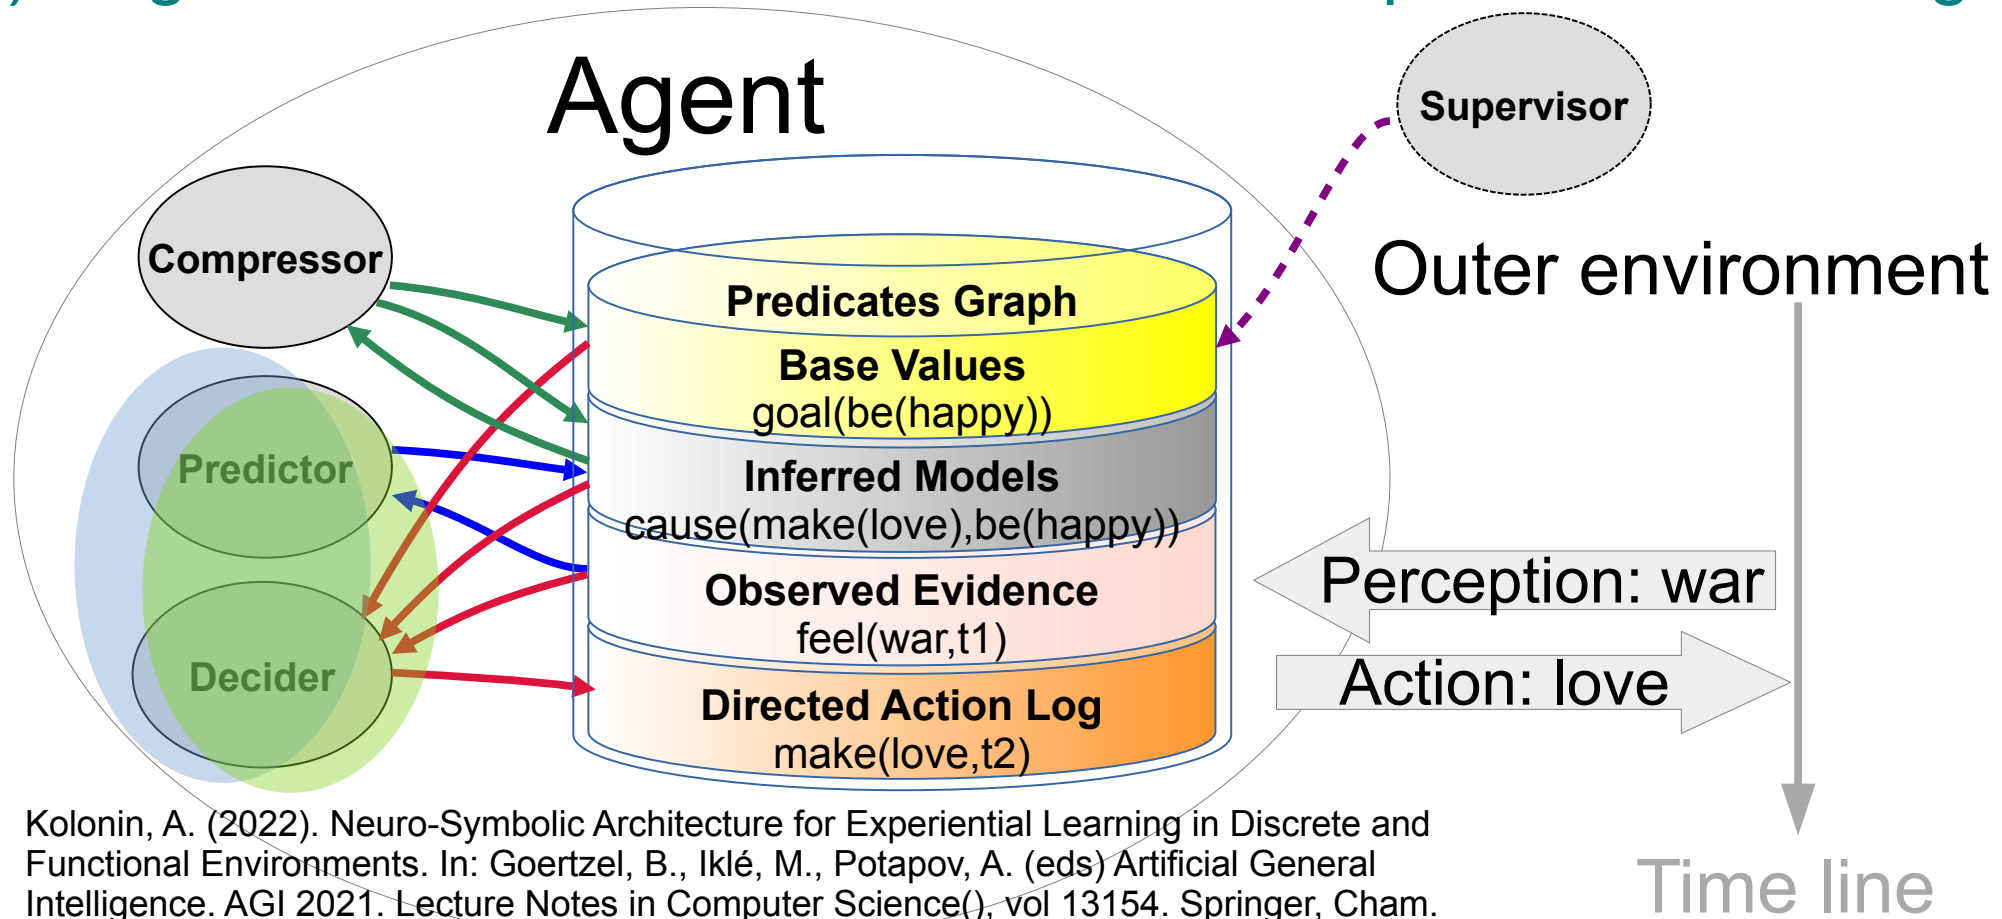 Agent
Supervisor
Compressor
Outer environment
Predicates Graph
Base Values
goal(be(happy))
Predictor
Inferred Models
cause(make(love),be(happy))
Perception: war
Observed Evidence
feel(war,t1)
Decider
Action: love
Directed Action Log
make(love,t2)
Kolonin, A. (2022). Neuro-Symbolic Architecture for Experiential Learning in Discrete and
Functional Environments. In: Goertzel, B., Iklé, M., Potapov, A. (eds) Artificial General
Intelligence. AGI 2021. Lecture Notes in Computer Science(), vol 13154. Springer, Cham.
Time line